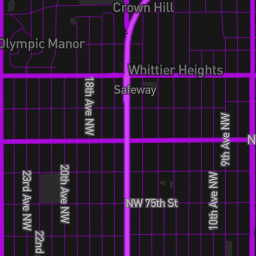 Crown Hill
Olympic Manor
Whittier Heights
Safeway
18th Ave NW
9th Ave NW
N
20th Ave NW
23rd Ave NW
10th Ave NW
NW 75th St
22nd